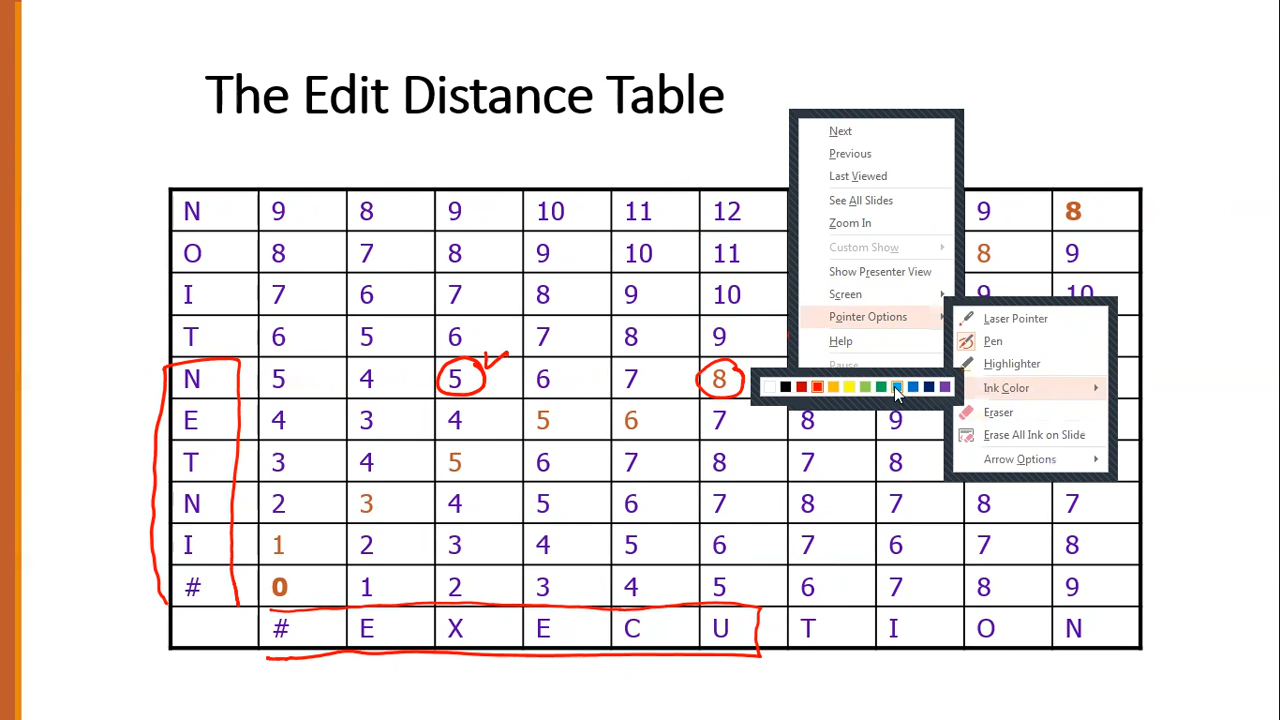 The Edit Distance Table
N 9 8 9 10 11 12 9 8
O 8 7 8 9 10 11 8 9
I 7 6 7 8 9 10 9 10
T 6 5 6 7 8 9
N 5 4 5 6 7 8
E 4 3 4 5 6 7 8 9
T 3 4 5 6 7 8 7 8
N 2 3 4 5 6 7 8 7 8 7
I 1 2 3 4 5 6 7 6 7 8
# 0 1 2 3 4 5 6 7 8 9
# E X E C U T I O N
Next
Previous
Last Viewed
See All Slides
Zoom In
Custom Show
Show Presenter View
Screen
Pointer Options
Help
Pause
Laser Pointer
Pen
Highlighter
Ink Color
Eraser
Erase All Ink on Slide
Arrow Options